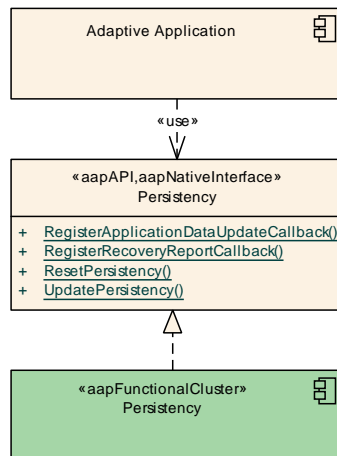 Adaptive Application
«use»
«aapAPI,aapNativeInterface»
Persistency
+ RegisterApplicationDataUpdateCallback()
+ RegisterRecoveryReportCallback()
+ ResetPersistency()
+ UpdatePersistency()
«aapFunctionalCluster»
Persistency